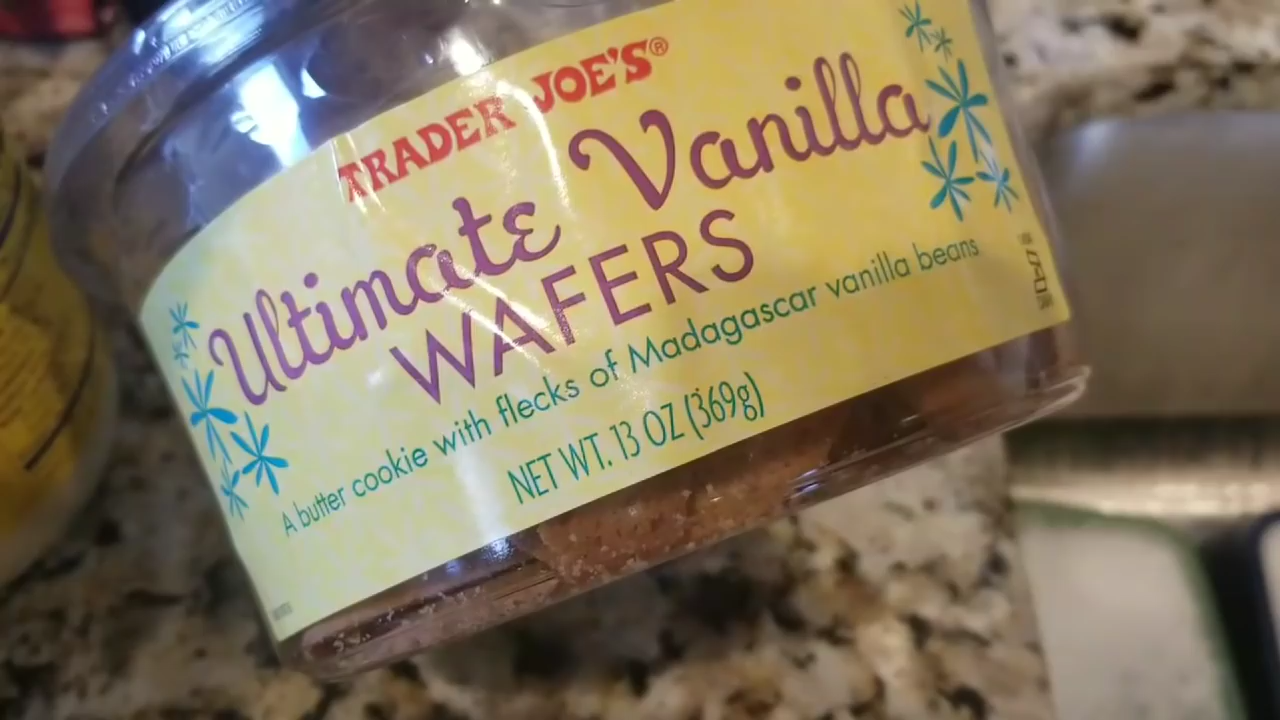 TRADER JOE'S®
Ultimate Vanilla
WAFERS
A butter cookie with flecks of Madagascar vanilla beans
NET WT. 13 OZ (369g)